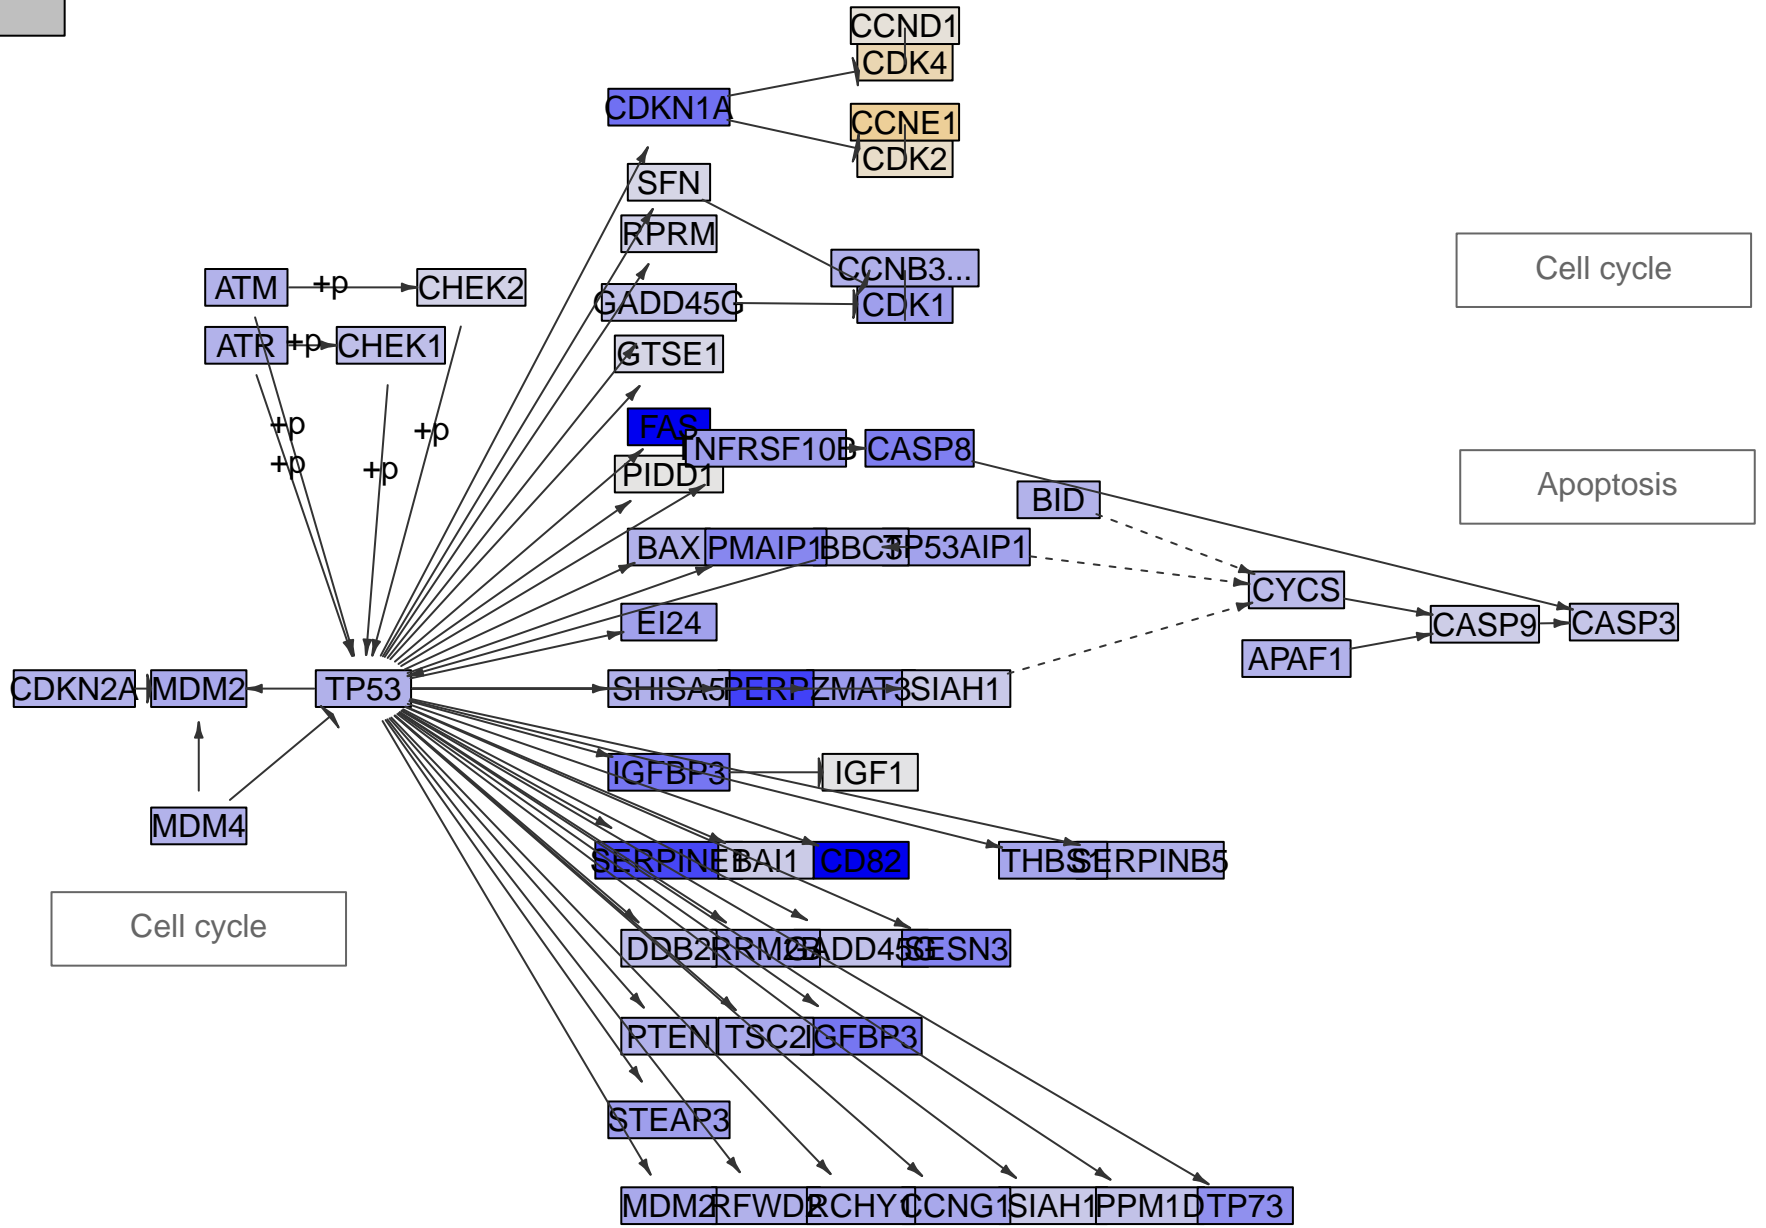 CCND1
CDK4
CDKN1A
CCNE1
CDK2
SFN
RPRM
CCNB3...
Cell cycle
ATM
+p
CHEK2
GADD45G
CDK1
ATR
+p
CHEK1
GTSE1
+p
+p
FAS
+p
+p
TNFRSF10B
CASP8
PIDD1
BID
Apoptosis
BAX
PMAIP1
BBC3
TP53AIP1
CYCS
EI24
CASP9
CASP3
APAF1
CDKN2A
MDM2
TP53
SHISA5
PERP
ZMAT3
SIAH1
IGFBP3
IGF1
MDM4
SERPINE1
BAI1
CD82
THBS1
SERPINB5
Cell cycle
DDB2
RRM2B
GADD45G
SESN3
PTEN
TSC2
IGFBP3
STEAP3
MDM2
RFWD2
RCHY1
CCNG1
SIAH1
PPM1D
TP73